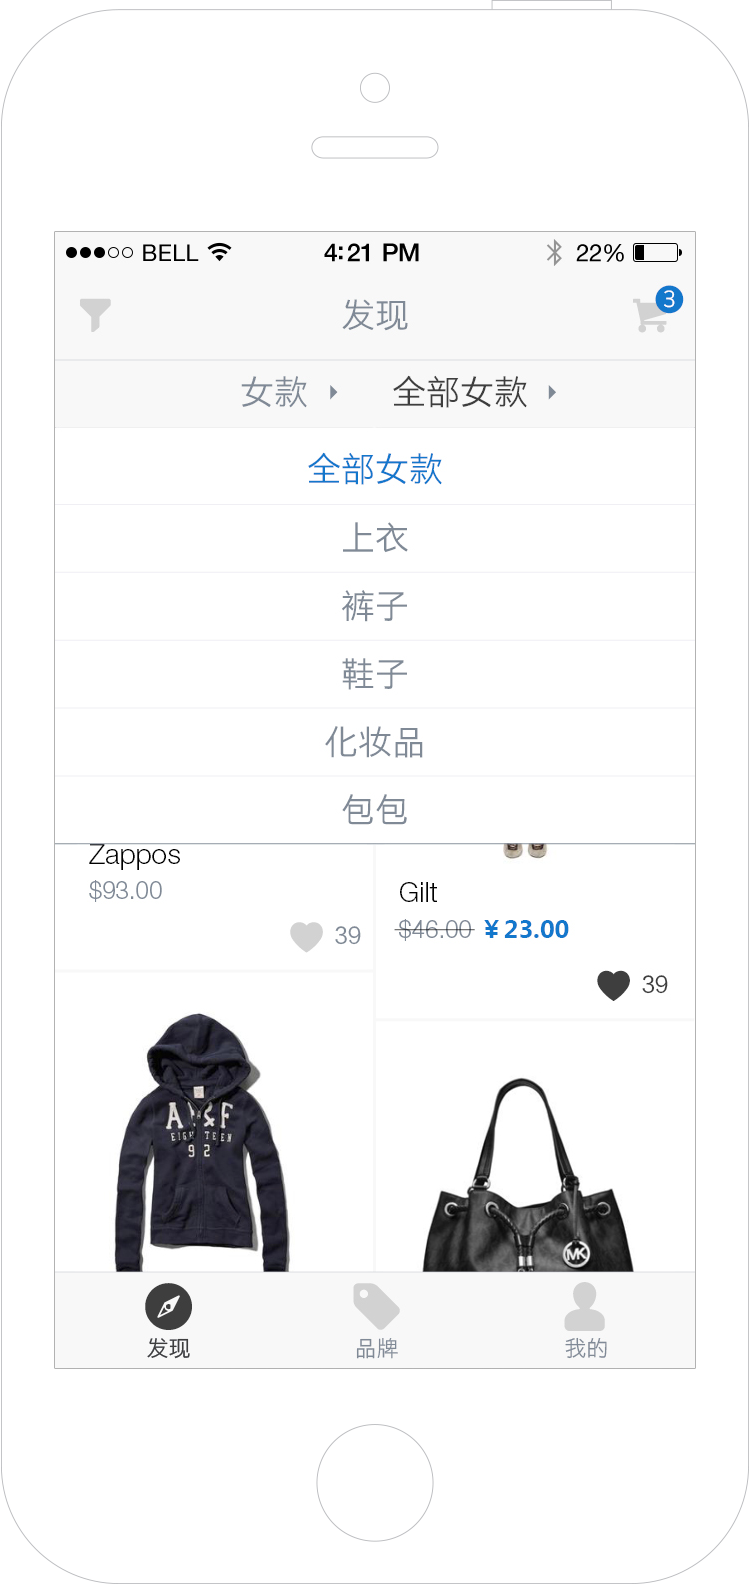 BELL 4:21 PM 22%
发现 3
女款 全部女款
全部女款
上衣
裤子
鞋子
化妆品
包包
Zappos
$93.00
39
Gilt
$46.00 ¥ 23.00
39
A&F
EIGHTEEN
92
MK
发现 品牌 我的